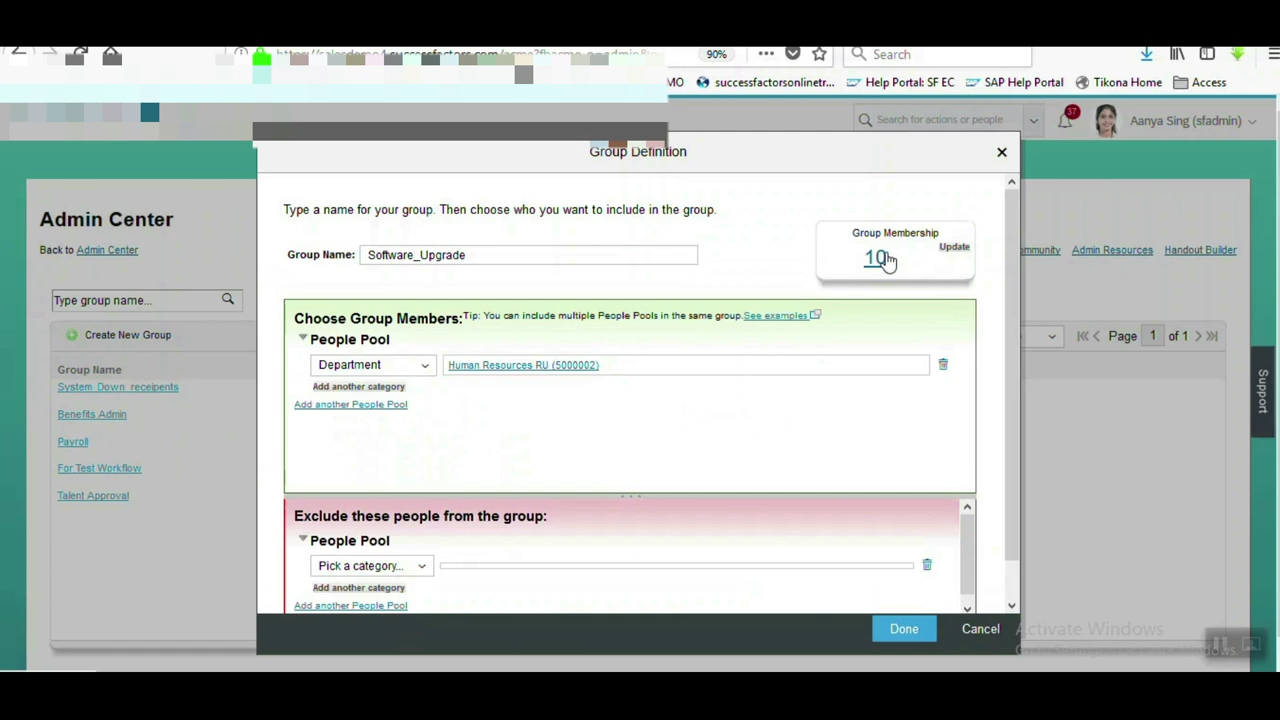 90%
Search
MO
successfactorsonlinetr...
Help Portal: SF EC
SAP Help Portal
Tikona Home
Access
Search for actions or people
37
Aanya Sing (sfadmin)
Group Definition
Admin Center
Back to Admin Center
Admin Resources
Handout Builder
Type a name for your group. Then choose who you want to include in the group.
Group Membership
Update
10
Group Name:
Software_Upgrade
Type group name...
Create New Group
Page 1 of 1
Group Name
System_Down_receipents
Benefits Admin
Payroll
For Test Workflow
Talent Approval
Choose Group Members:
Tip: You can include multiple People Pools in the same group.
See examples
People Pool
Department
Human Resources RU (5000002)
Add another category
Add another People Pool
Exclude these people from the group:
People Pool
Pick a category...
Add another category
Add another People Pool
Done
Cancel
Support
Activate Windows